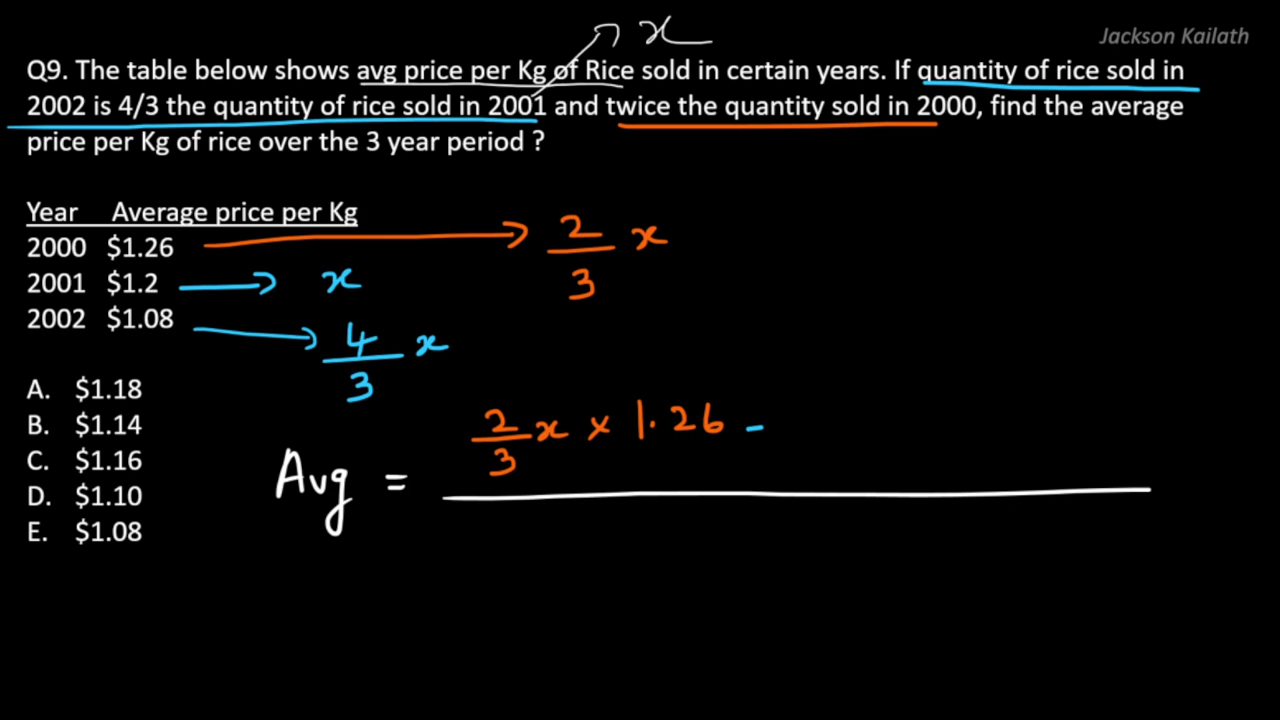 x
Jackson Kailath
Q9. The table below shows avg price per Kg of Rice sold in certain years. If quantity of rice sold in
2002 is 4/3 the quantity of rice sold in 2001 and twice the quantity sold in 2000, find the average
price per Kg of rice over the 3 year period ?
Year Average price per Kg
2000 $1.26 → 2/3 x
2001 $1.2 → x
2002 $1.08 → 4/3 x
A. $1.18
B. $1.14
C. $1.16
D. $1.10
E. $1.08
Avg = 2/3 x × 1.26 -